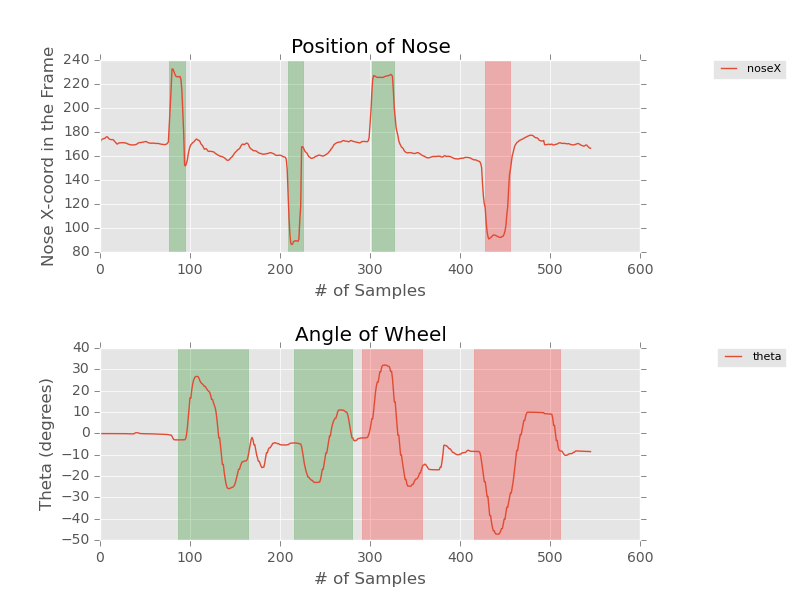 Position of Nose
Nose X-coord in the Frame
240
220
200
180
160
140
120
100
80
0 100 200 300 400 500 600
# of Samples
noseX
Angle of Wheel
Theta (degrees)
40
30
20
10
0
−10
−20
−30
−40
−50
0 100 200 300 400 500 600
# of Samples
theta